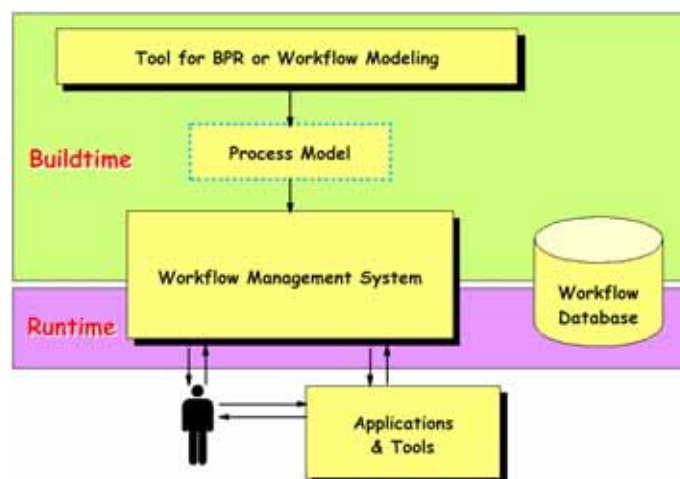 Tool for BPR or Workflow Modeling
Process Model
Buildtime
Workflow Management System
Workflow
Database
Runtime
Applications
& Tools